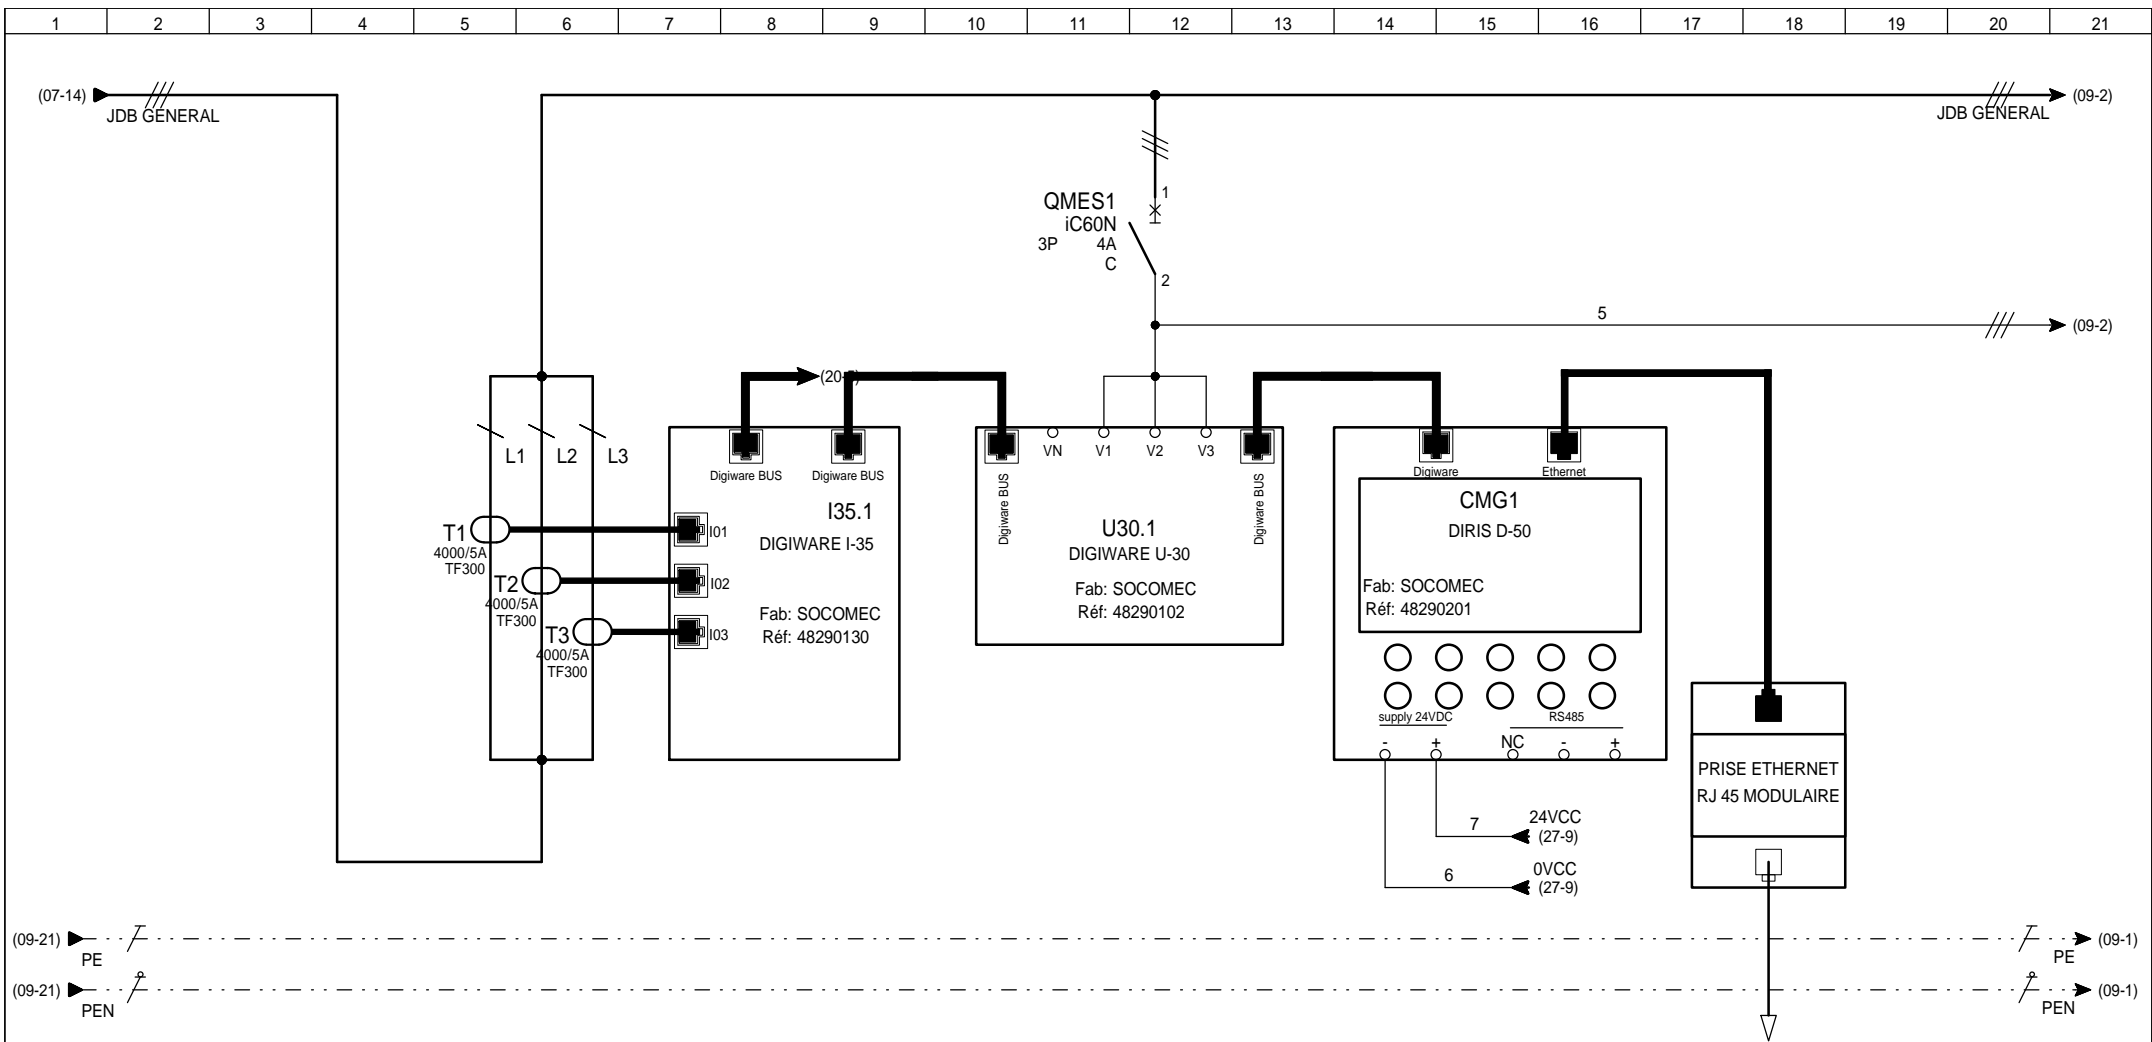 1 2 3 4 5 6 7 8 9 10 11 12 13 14 15 16 17 18 19 20 21
(07-14)
JDB GENERAL
JDB GENERAL
(09-2)
1
QMES1
iC60N
3P 4A
C
2
5
(09-2)
L1 L2 L3
Digiware BUS
Digiware BUS
I35.1
DIGIWARE I-35
Fab: SOCOMEC
Réf: 48290130
I01
I02
I03
T1
4000/5A
TF300
T2
4000/5A
TF300
T3
4000/5A
TF300
VN V1 V2 V3
Digiware BUS
Digiware BUS
U30.1
DIGIWARE U-30
Fab: SOCOMEC
Réf: 48290102
Digiware
Ethernet
CMG1
DIRIS D-50
Fab: SOCOMEC
Réf: 48290201
supply 24VDC
RS485
- + NC - +
7
24VCC
(27-9)
6
0VCC
(27-9)
PRISE ETHERNET
RJ 45 MODULAIRE
(09-21)
PE
PE
(09-1)
(09-21)
PEN
PEN
(09-1)